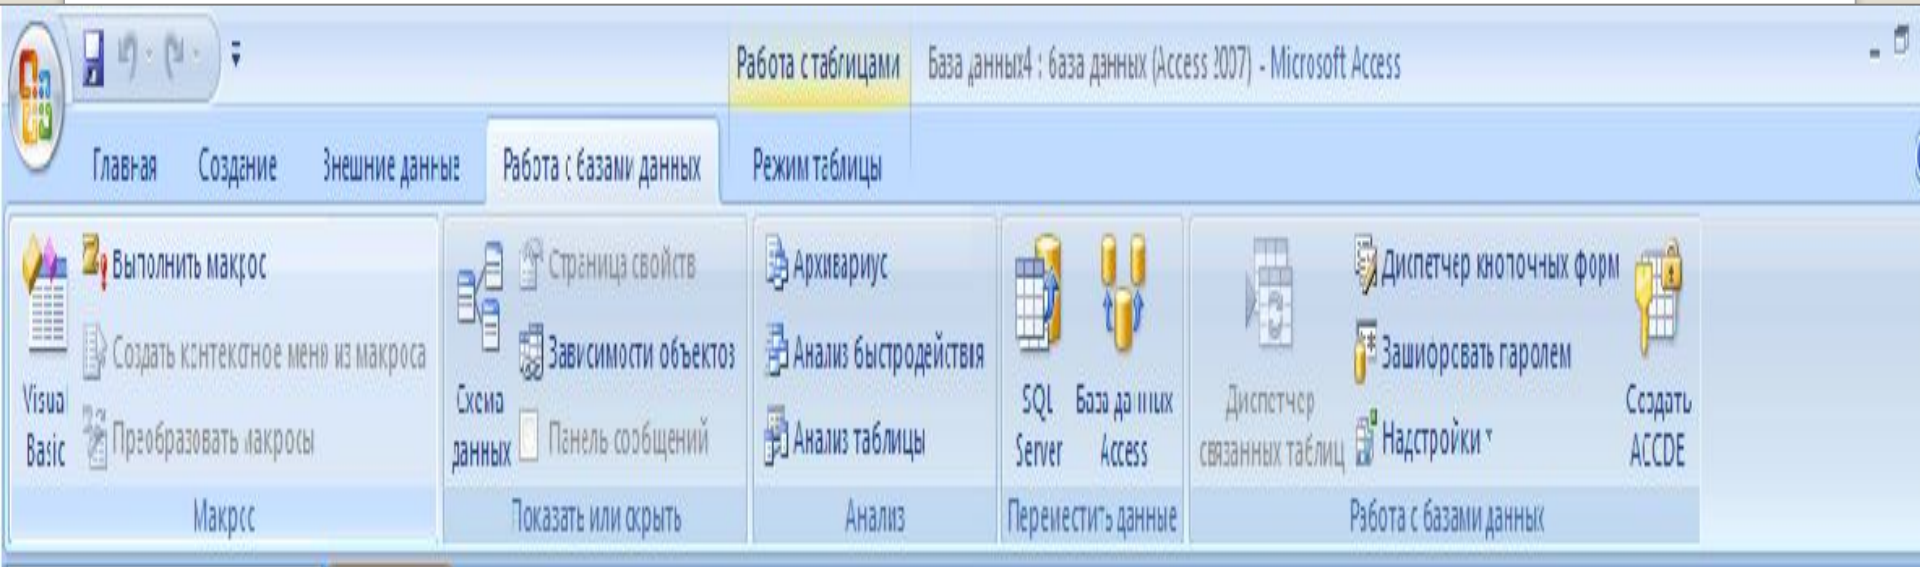 Работа с таблицами База данных4 : база данных (Access 2007) - Microsoft Access
Главная Создание Внешние данные Работа с базами данных Режим таблицы
Visual Basic
Выполнить макрос
Создать контекстное меню из макроса
Преобразовать макросы
Макрос
Схема данных
Страница свойств
Зависимости объектов
Панель сообщений
Показать или скрыть
Архивариус
Анализ быстродействия
Анализ таблицы
Анализ
SQL Server
База данных Access
Переместить данные
Диспетчер связанных таблиц
Диспетчер кнопочных форм
Зашифровать паролем
Надстройки
Создать ACCDE
Работа с базами данных